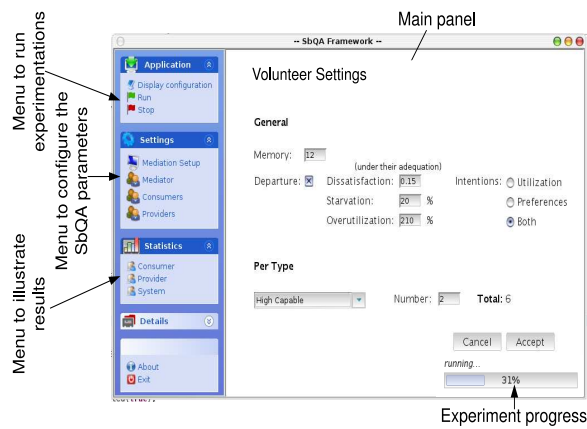 Main panel
-- SbQA Framework --
Menu to run
experimentations
Menu to configure the
SbQA parameters
Menu to illustrate
results
Application
Display configuration
Run
Stop
Settings
Mediation Setup
Mediator
Consumers
Providers
Statistics
Consumer
Provider
System
Details
About
Exit
Volunteer Settings
General
Memory: 12
(under their adequation)
Departure: Dissatisfaction: 0.15 Intentions: Utilization
Starvation: 20 % Preferences
Overutilization: 210 % Both
Per Type
High Capable Number: 2 Total: 6
Cancel Accept
running...
31%
Experiment progress